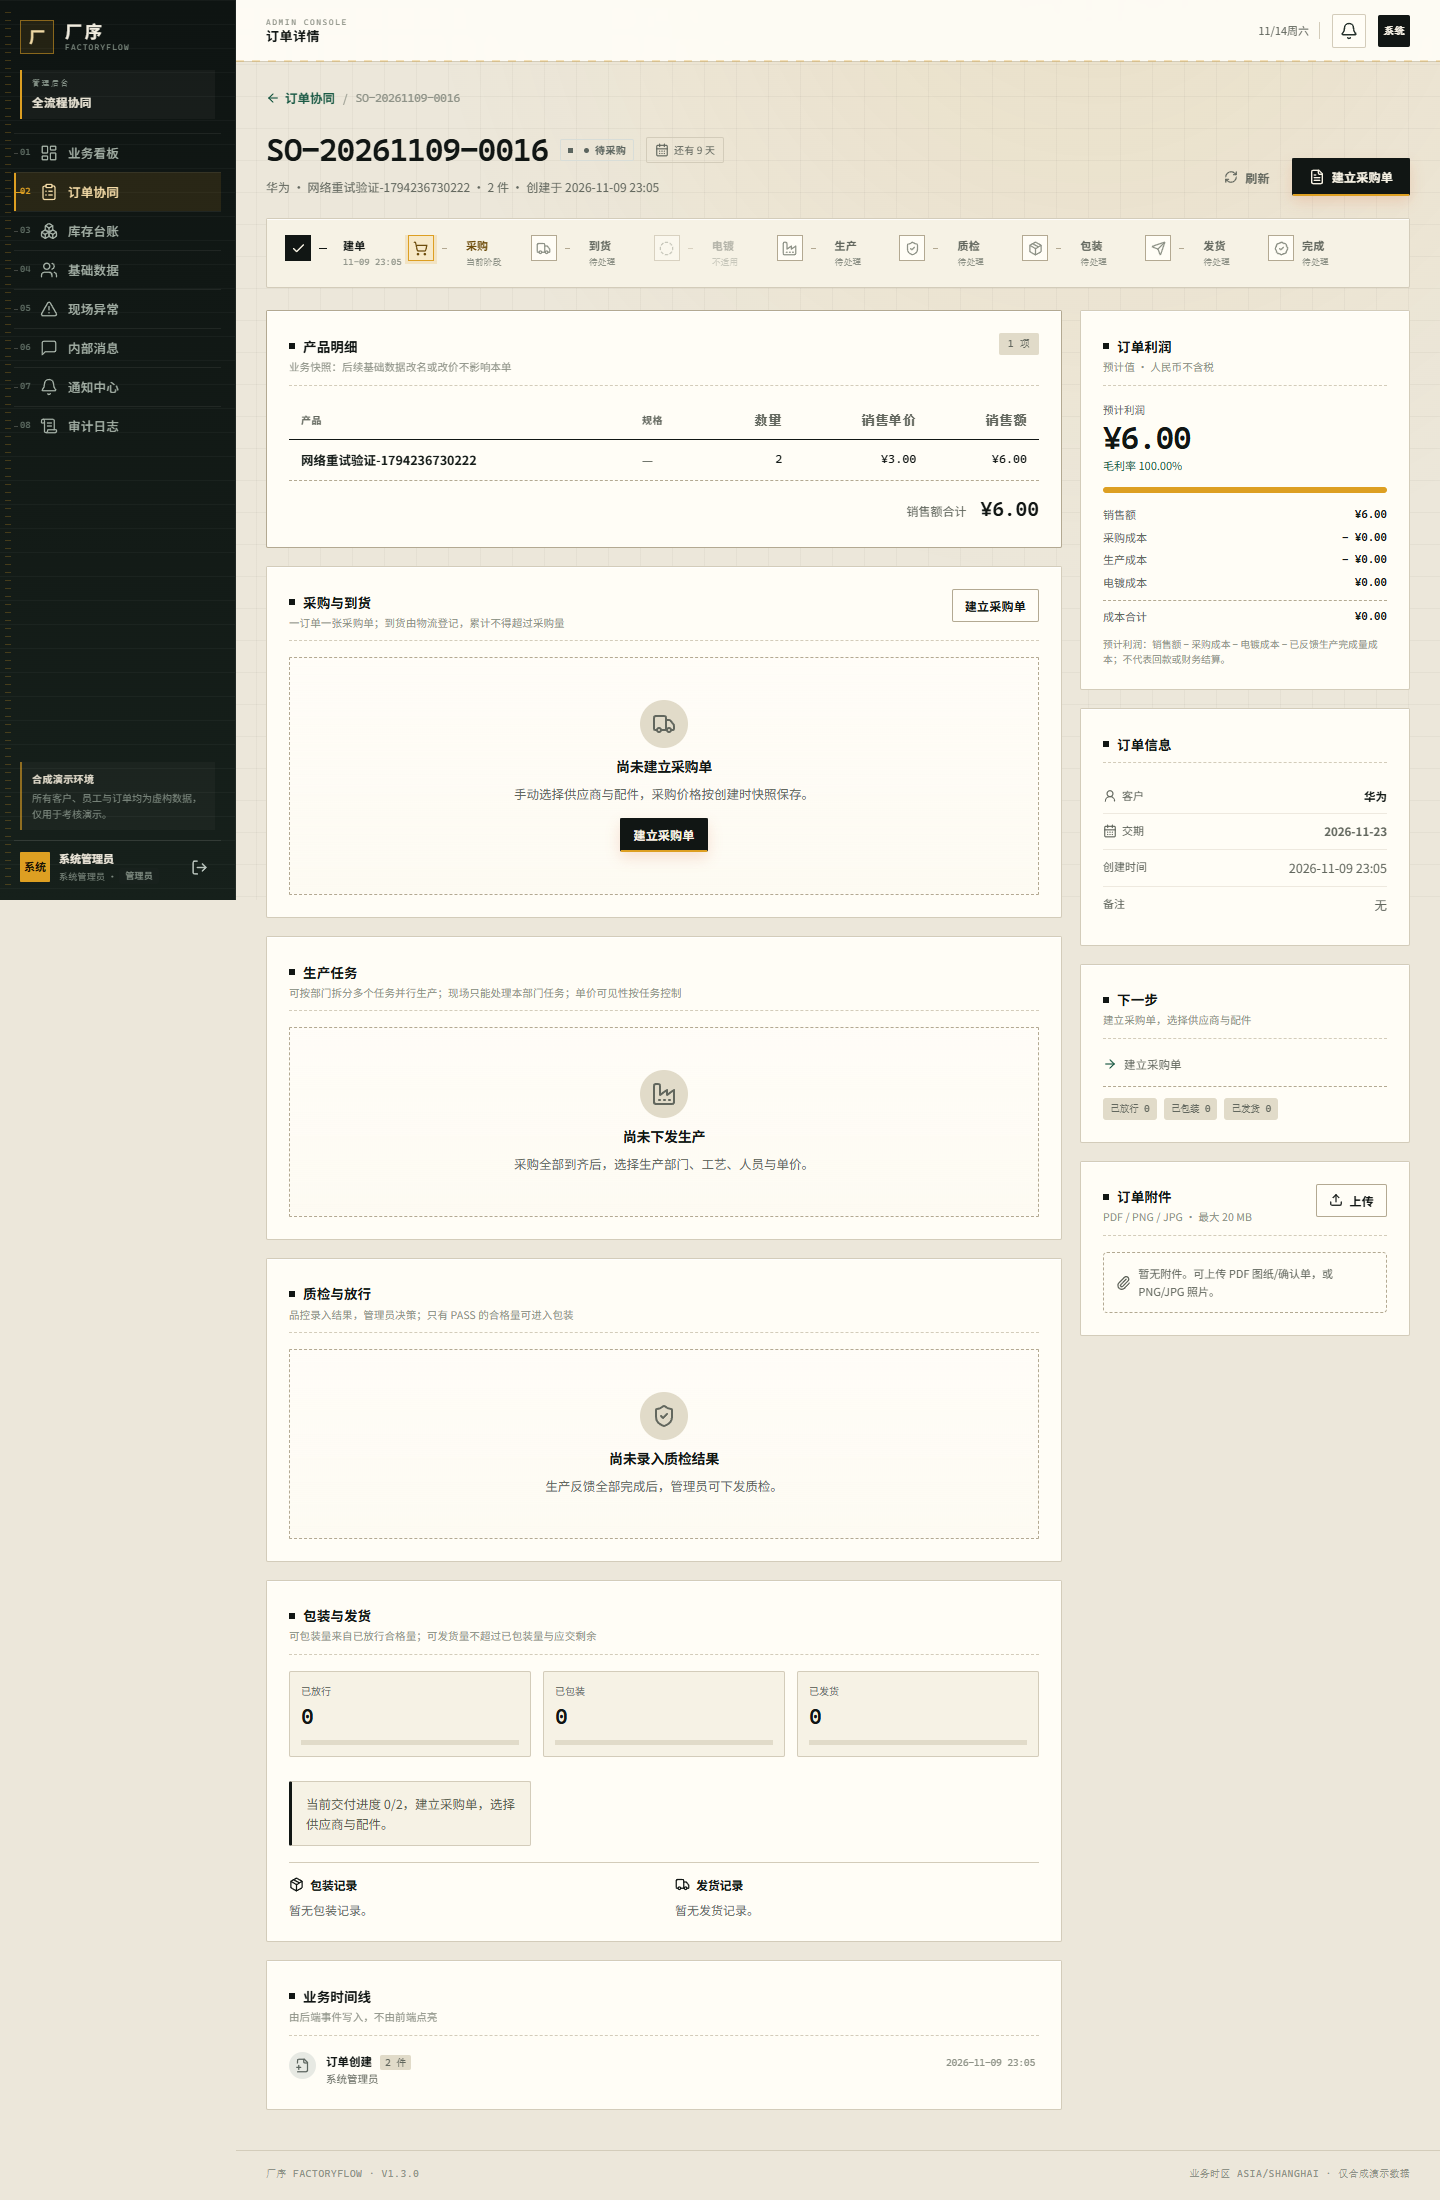 厂
厂序
FACTORYFLOW
管理后台
全流程协同
01 业务看板
02 订单协同
03 库存台账
04 基础数据
05 现场异常
06 内部消息
07 通知中心
08 审计日志
合成演示环境
所有客户、员工与订单均为虚构数据，
仅用于考核演示。
系统
系统管理员
系统管理员 · 管理员
ADMIN CONSOLE
订单详情
11/14周六
系统
订单协同 / SO-20261109-0016
SO-20261109-0016
待采购
还有 9 天
华为 · 网络重试验证-1794236730222 · 2 件 · 创建于 2026-11-09 23:05
刷新
建立采购单
建单
11-09 23:05
采购
当前阶段
到货
待处理
电镀
不适用
生产
待处理
质检
待处理
包装
待处理
发货
待处理
完成
待处理
产品明细
1 项
业务快照：后续基础数据改名或改价不影响本单
产品 规格 数量 销售单价 销售额
网络重试验证-1794236730222 — 2 ¥3.00 ¥6.00
销售额合计 ¥6.00
采购与到货
一订单一张采购单；到货由物流登记，累计不得超过采购量
建立采购单
尚未建立采购单
手动选择供应商与配件，采购价格按创建时快照保存。
建立采购单
生产任务
可按部门拆分多个任务并行生产；现场只能处理本部门任务；单价可见性按任务控制
尚未下发生产
采购全部到齐后，选择生产部门、工艺、人员与单价。
质检与放行
品控录入结果，管理员决策；只有 PASS 的合格量可进入包装
尚未录入质检结果
生产反馈全部完成后，管理员可下发质检。
包装与发货
可包装量来自已放行合格量；可发货量不超过已包装量与应交剩余
已放行
0
已包装
0
已发货
0
当前交付进度 0/2，建立采购单，选择
供应商与配件。
包装记录
暂无包装记录。
发货记录
暂无发货记录。
业务时间线
由后端事件写入，不由前端点亮
订单创建 2 件
系统管理员
2026-11-09 23:05
订单利润
预计值 · 人民币不含税
预计利润
¥6.00
毛利率 100.00%
销售额 ¥6.00
采购成本 − ¥0.00
生产成本 − ¥0.00
电镀成本 ¥0.00
成本合计 ¥0.00
预计利润：销售额 − 采购成本 − 电镀成本 − 已反馈生产完成量成
本；不代表回款或财务结算。
订单信息
客户 华为
交期 2026-11-23
创建时间 2026-11-09 23:05
备注 无
下一步
建立采购单，选择供应商与配件
建立采购单
已放行 0 已包装 0 已发货 0
订单附件
PDF / PNG / JPG · 最大 20 MB
上传
暂无附件。可上传 PDF 图纸/确认单，或
PNG/JPG 照片。
厂序 FACTORYFLOW · V1.3.0
业务时区 ASIA/SHANGHAI · 仅合成演示数据